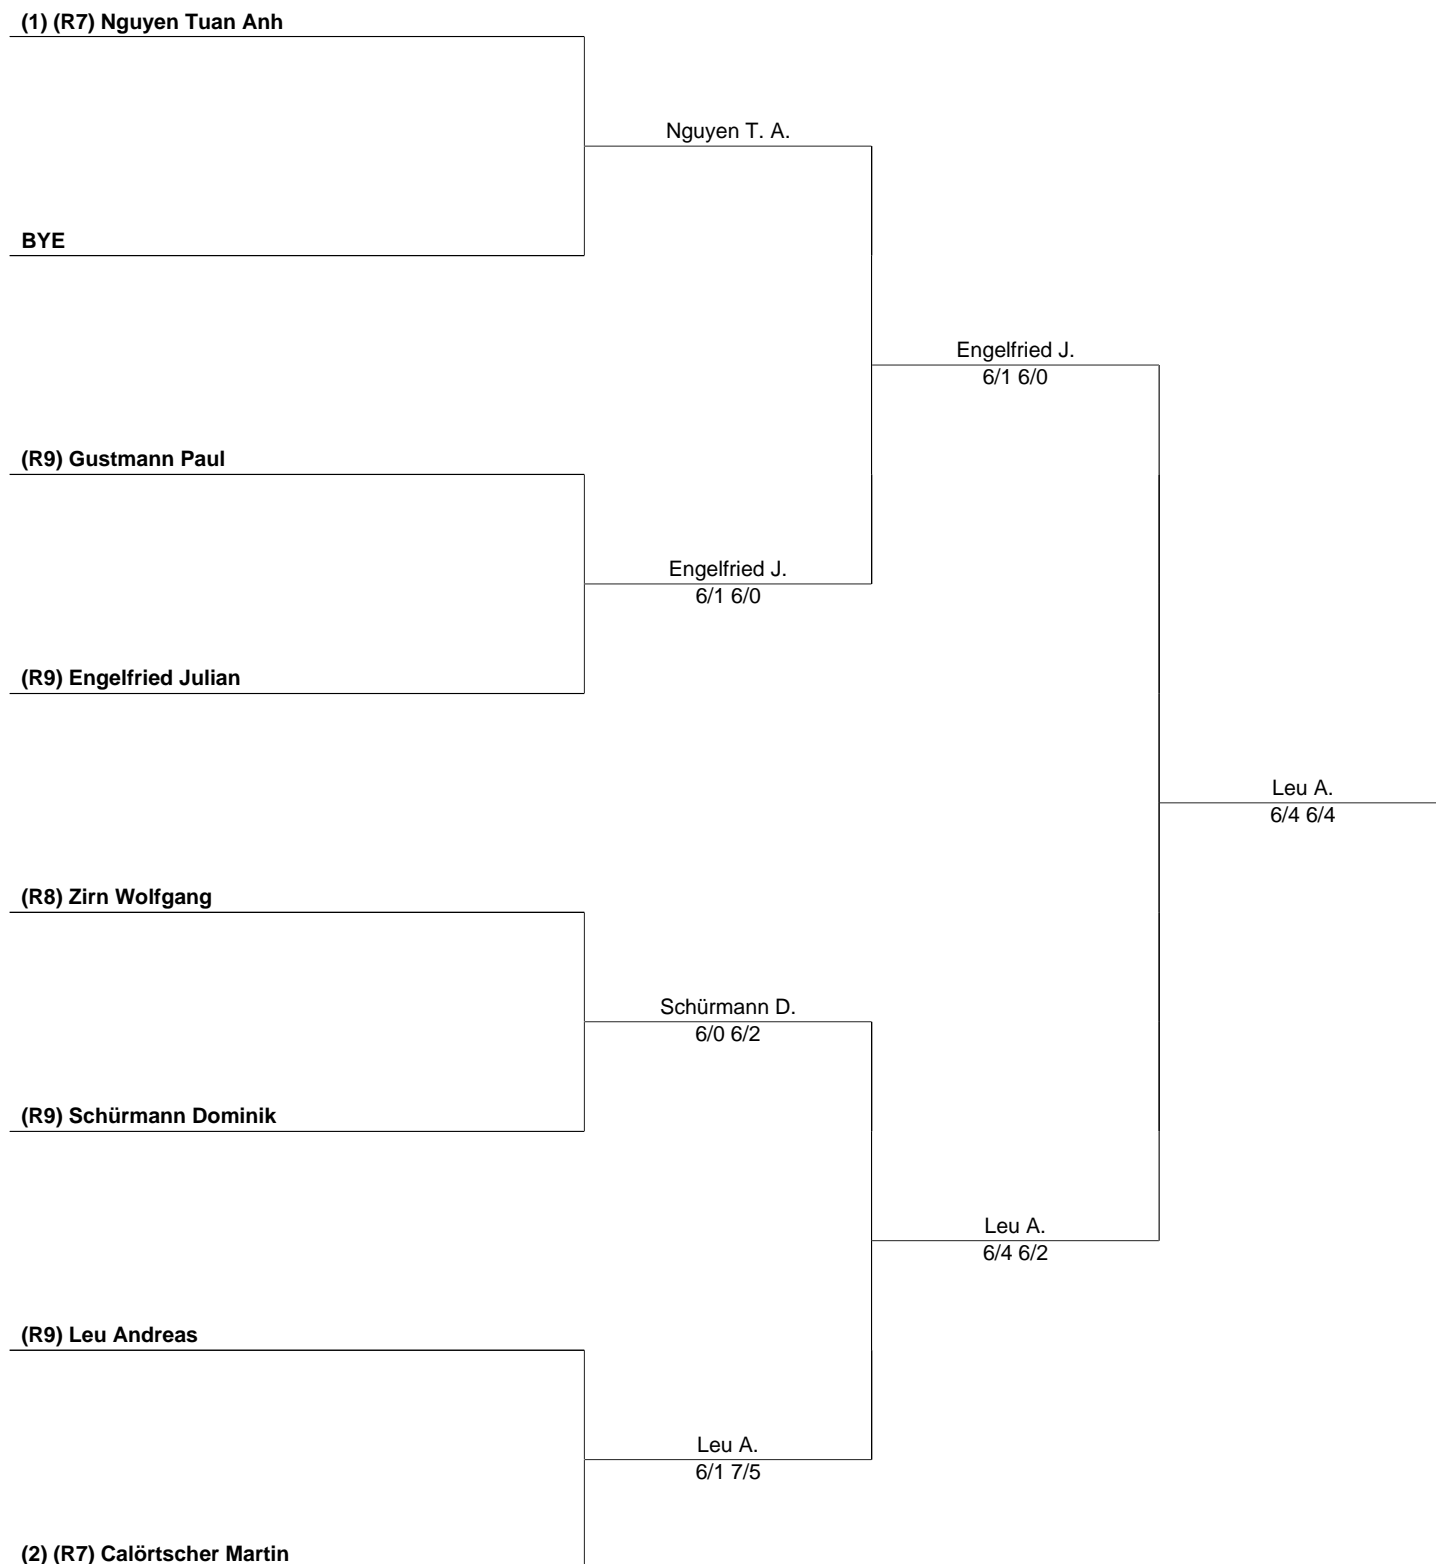 (1) (R7) Nguyen Tuan Anh
Nguyen T. A.
BYE
Engelfried J.
6/1 6/0
(R9) Gustmann Paul
Engelfried J.
6/1 6/0
(R9) Engelfried Julian
Leu A.
6/4 6/4
(R8) Zirn Wolfgang
Schürmann D.
6/0 6/2
(R9) Schürmann Dominik
Leu A.
6/4 6/2
(R9) Leu Andreas
Leu A.
6/1 7/5
(2) (R7) Calörtscher Martin